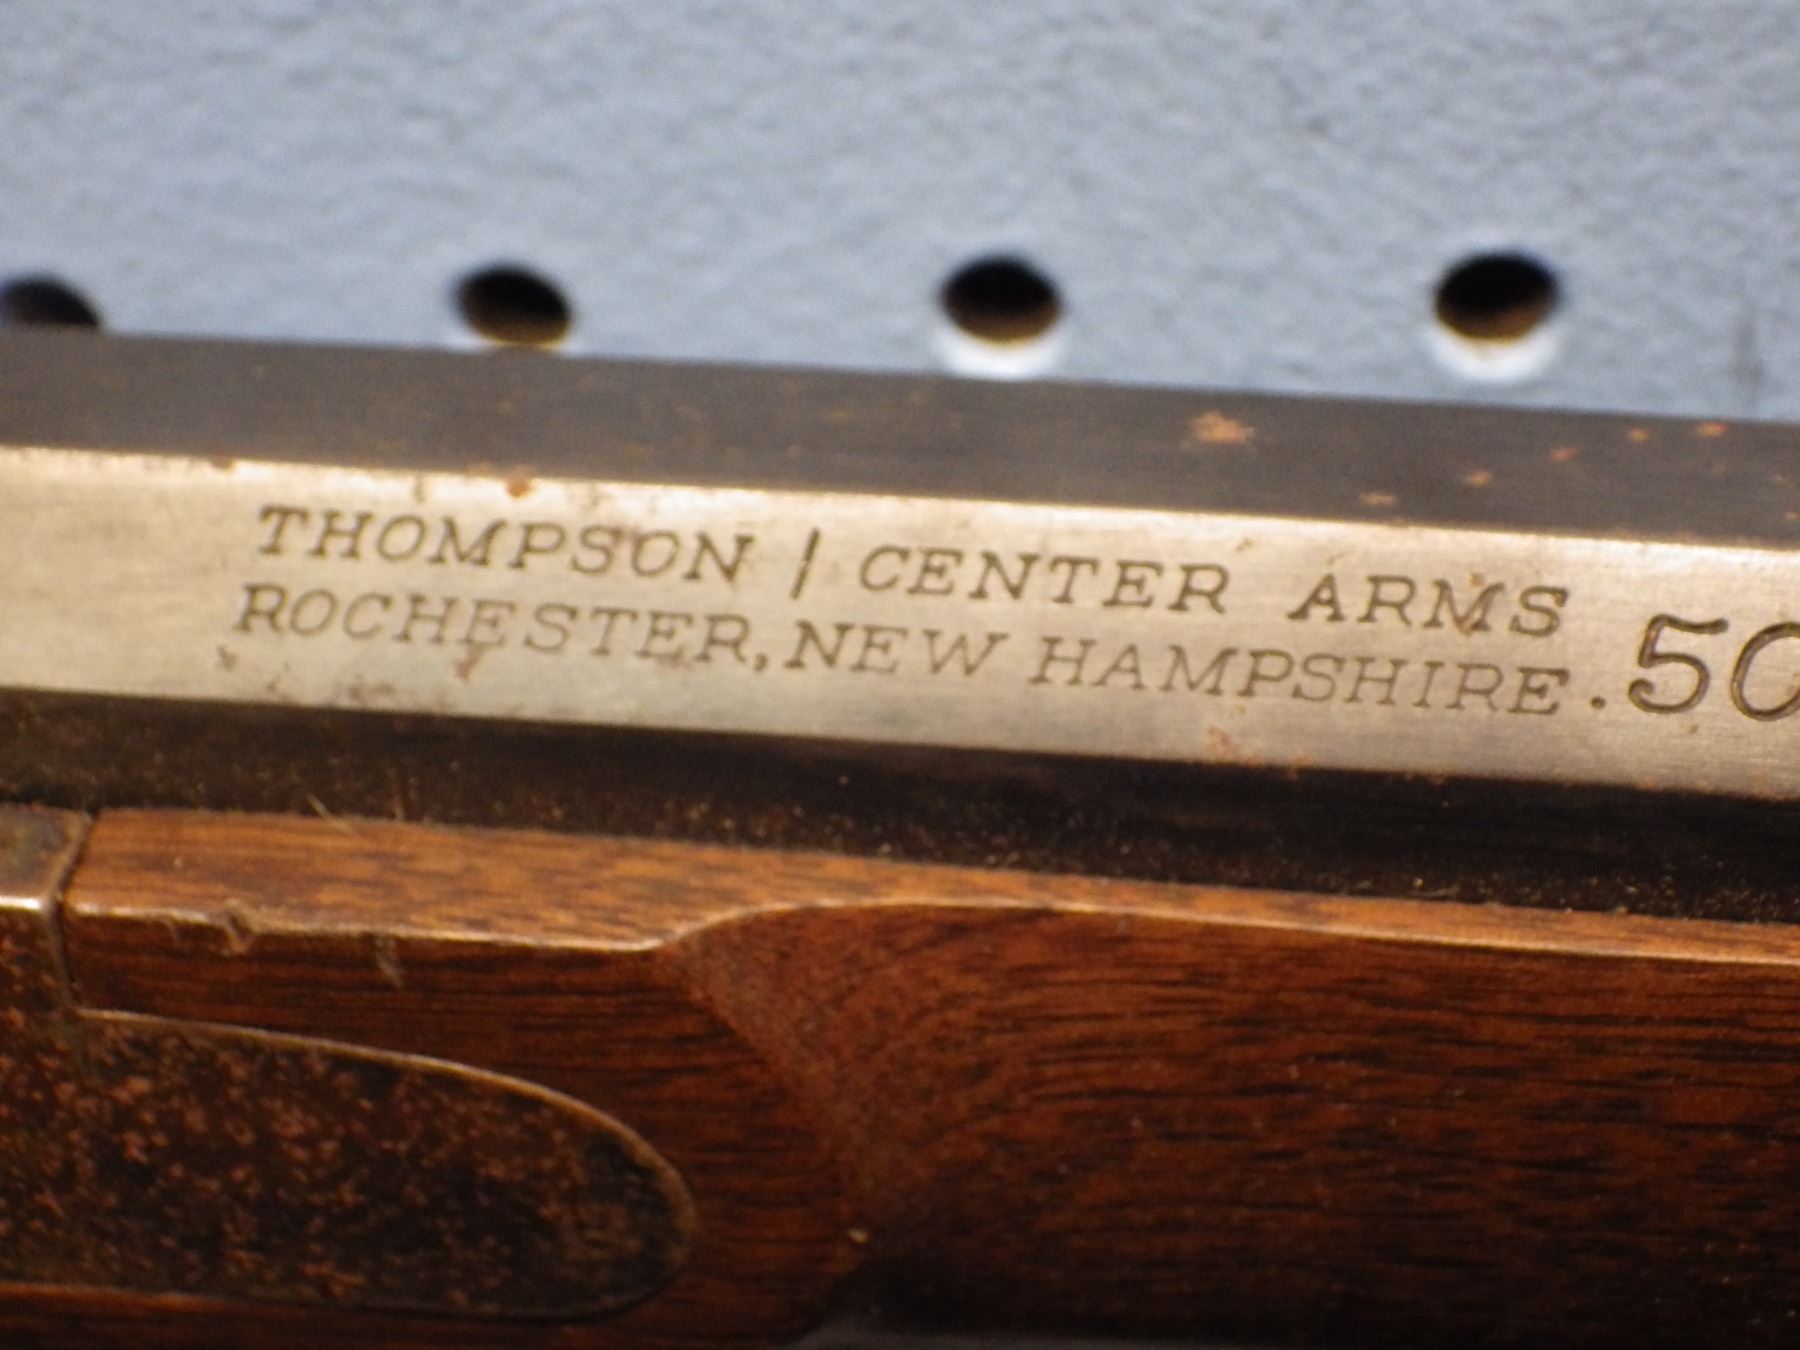 THOMPSON / CENTER ARMS
ROCHESTER, NEW HAMPSHIRE .50